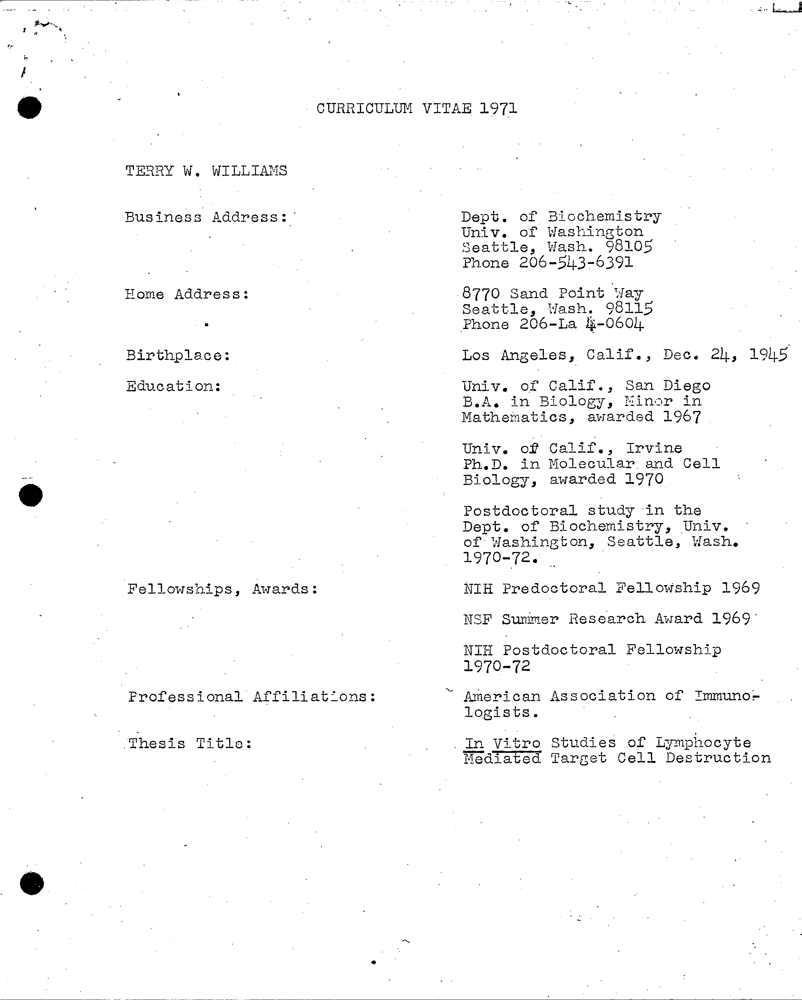 CURRICULUM VITAE 1971
TERRY W. WILLIAMS
Business Address:
Dept. of Biochemistry
Univ. of Washington
Seattle, Wash. 98105
Phone 206-543-6391
Home Address:
8770 Sand Point Way
Seattle, Wash. 98115
Phone 206-La 4-0604
Birthplace:
Los Angeles, Calif., Dec. 24, 1945
Education:
Univ. of Calif., San Diego
B.A. in Biology, Minor in
Mathematics, awarded 1967
Univ. of Calif., Irvine
Ph.D. in Molecular and Cell
Biology, awarded 1970
Postdoctoral study in the
Dept. of Biochemistry, Univ.
of Washington, Seattle, Wash.
1970-72.
Fellowships, Awards:
NIH Predoctoral Fellowship 1969
NSF Summer Research Award 1969
NIH Postdoctoral Fellowship
1970-72
Professional Affiliations:
American Association of Immuno-
logists.
Thesis Title:
In Vitro Studies of Lymphocyte
Mediated Target Cell Destruction